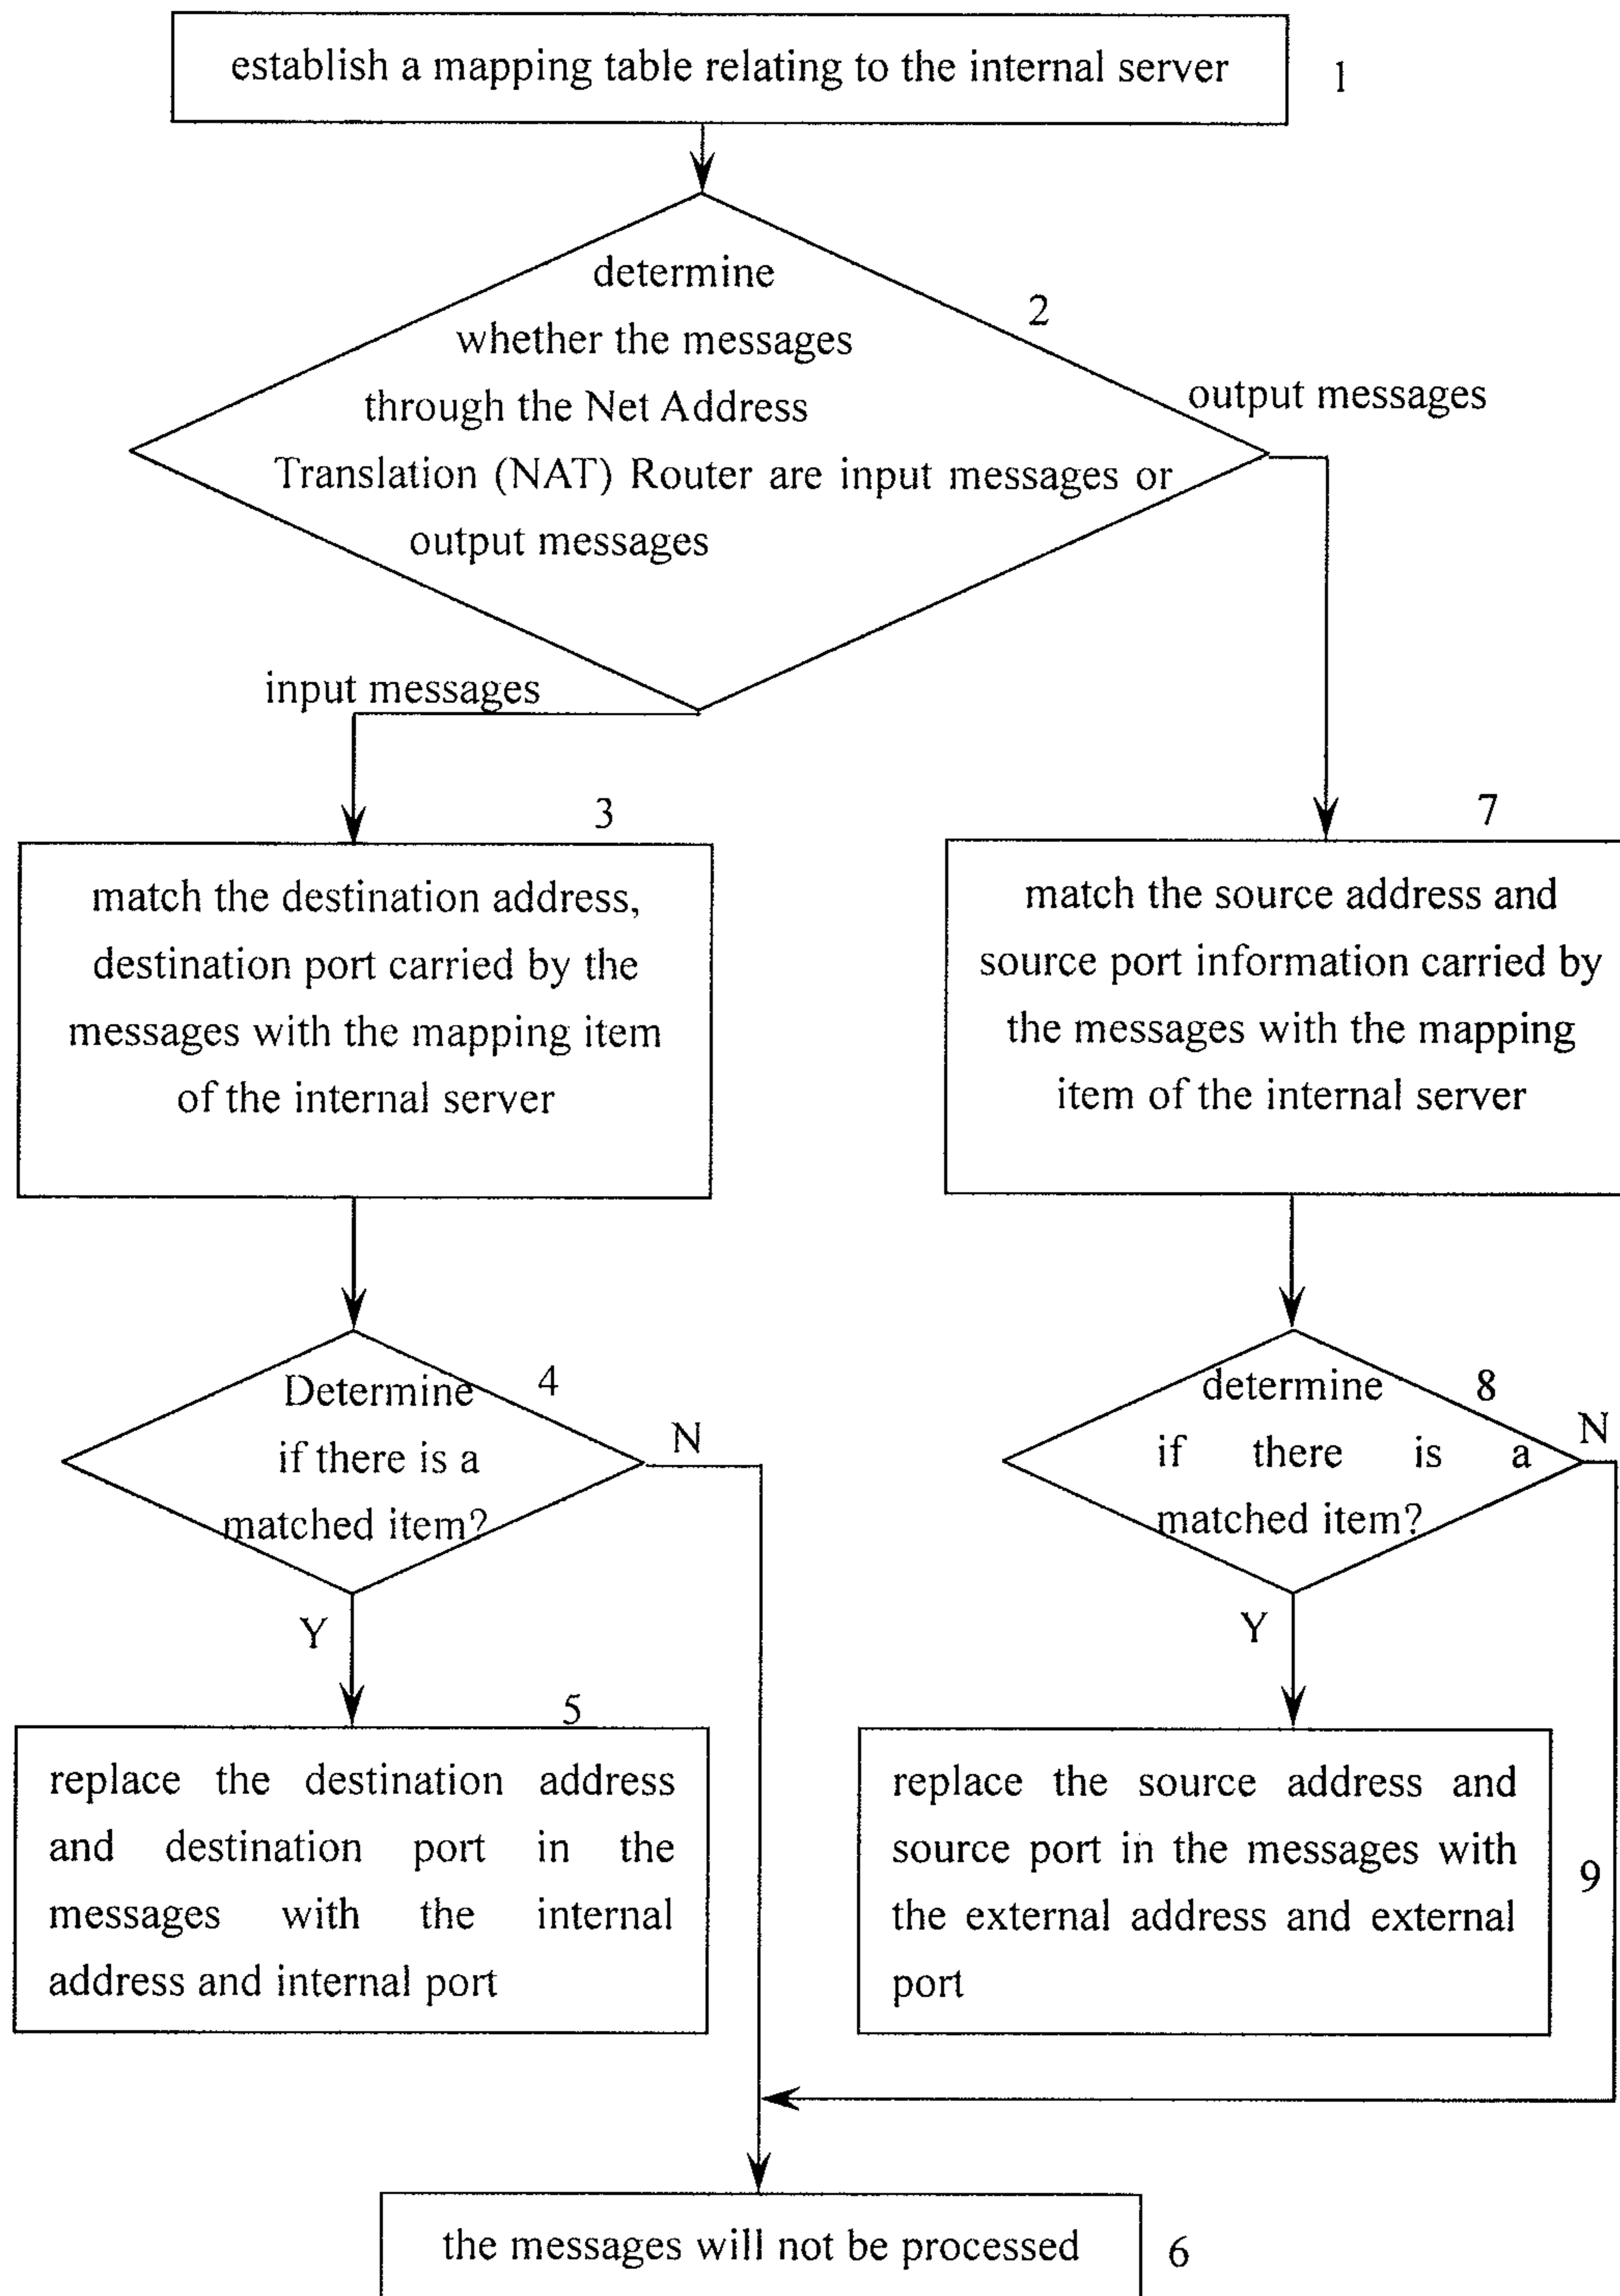 establish a mapping table relating to the internal server
1
determine
whether the messages
through the Net Address
Translation (NAT) Router are input messages or
output messages
2
output messages
input messages
3
match the destination address,
destination port carried by the
messages with the mapping item
of the internal server
7
match the source address and
source port information carried by
the messages with the mapping
item of the internal server
Determine
if there is a
matched item?
4
N
Y
determine
if there is a
matched item?
8
N
Y
5
replace the destination address
and destination port in the
messages with the internal
address and internal port
replace the source address and
source port in the messages with
the external address and external
port
9
the messages will not be processed
6